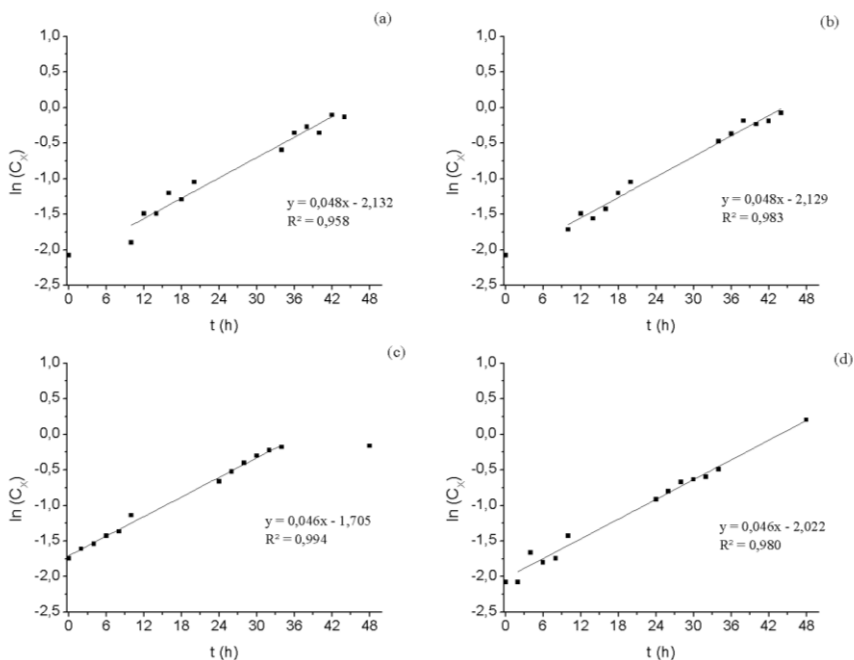 (a)
1,0
0,5
0,0
-0,5
-1,0
-1,5
-2,0
-2,5
ln (Cx)
y = 0,048x - 2,132
R² = 0,958
0 6 12 18 24 30 36 42 48
t (h)
(b)
1,0
0,5
0,0
-0,5
-1,0
-1,5
-2,0
-2,5
ln (Cx)
y = 0,048x - 2,129
R² = 0,983
0 6 12 18 24 30 36 42 48
t (h)
(c)
1,0
0,5
0,0
-0,5
-1,0
-1,5
-2,0
-2,5
ln (Cx)
y = 0,046x - 1,705
R² = 0,994
0 6 12 18 24 30 36 42 48
t (h)
(d)
1,0
0,5
0,0
-0,5
-1,0
-1,5
-2,0
-2,5
ln (Cx)
y = 0,046x - 2,022
R² = 0,980
0 6 12 18 24 30 36 42 48
t (h)